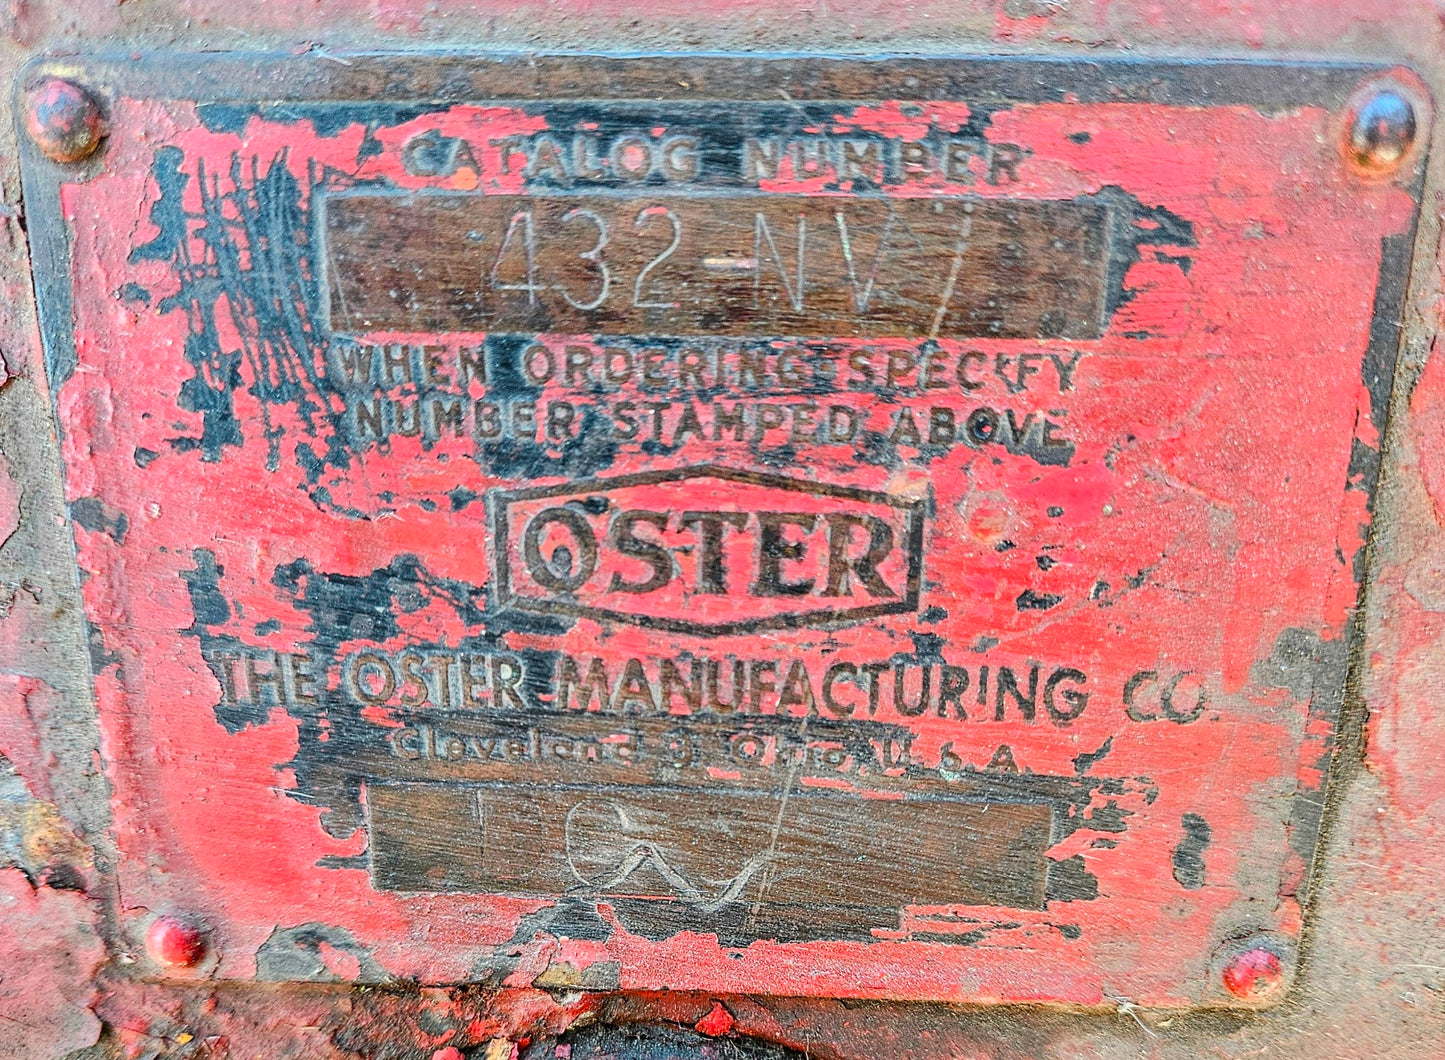 CATALOG NUMBER
432-NV
WHEN ORDERING SPECIFY
NUMBER STAMPED ABOVE
OSTER
THE OSTER MANUFACTURING CO.
Cleveland 3, Ohio, U.S.A.